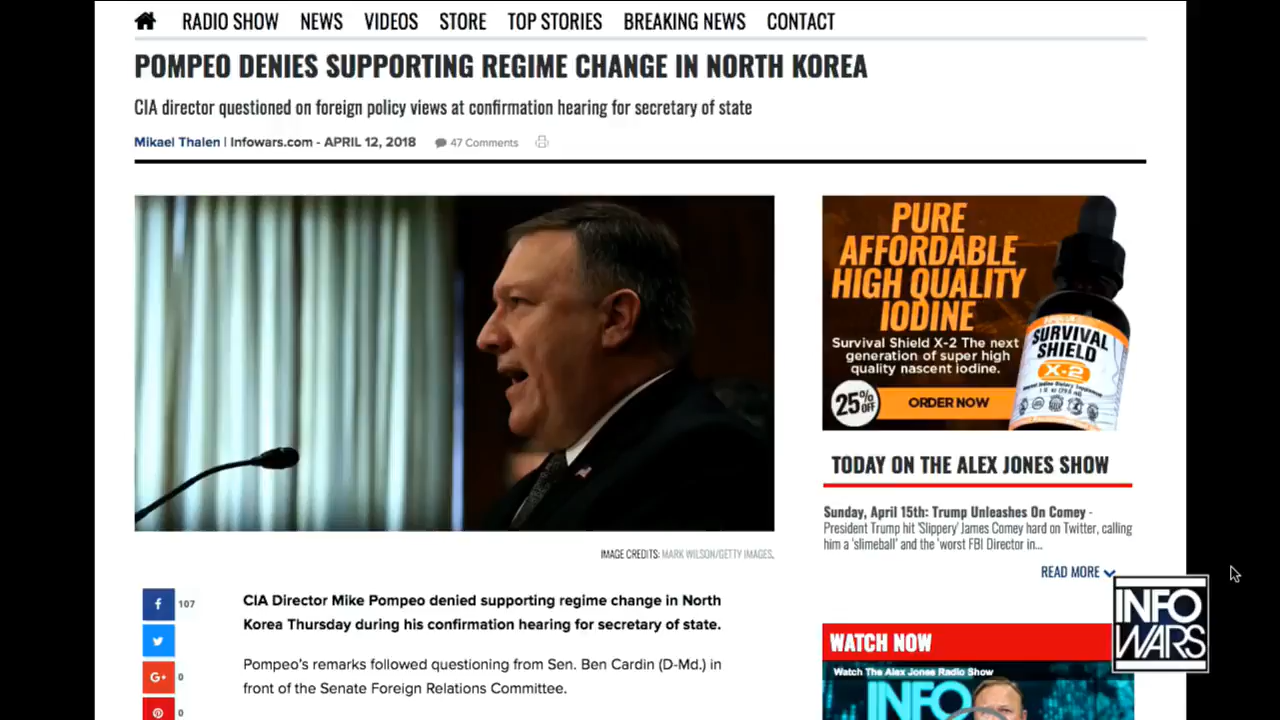 RADIO SHOW NEWS VIDEOS STORE TOP STORIES BREAKING NEWS CONTACT
POMPEO DENIES SUPPORTING REGIME CHANGE IN NORTH KOREA
CIA director questioned on foreign policy views at confirmation hearing for secretary of state
Mikael Thalen | Infowars.com - APRIL 12, 2018 47 Comments
IMAGE CREDITS: MARK WILSON/GETTY IMAGES.
f 107
G+ 0
0
CIA Director Mike Pompeo denied supporting regime change in North
Korea Thursday during his confirmation hearing for secretary of state.
Pompeo's remarks followed questioning from Sen. Ben Cardin (D-Md.) in
front of the Senate Foreign Relations Committee.
PURE
AFFORDABLE
HIGH QUALITY
IODINE
Survival Shield X-2 The next
generation of super high
quality nascent iodine.
25%
OFF
ORDER NOW
SURVIVAL
SHIELD
X-2
TODAY ON THE ALEX JONES SHOW
Sunday, April 15th: Trump Unleashes On Comey -
President Trump hit 'Slippery' James Comey hard on Twitter, calling
him a 'slimeball' and the 'worst FBI Director in...
READ MORE
WATCH NOW
Watch The Alex Jones Radio Show
INFO
INFO
WARS